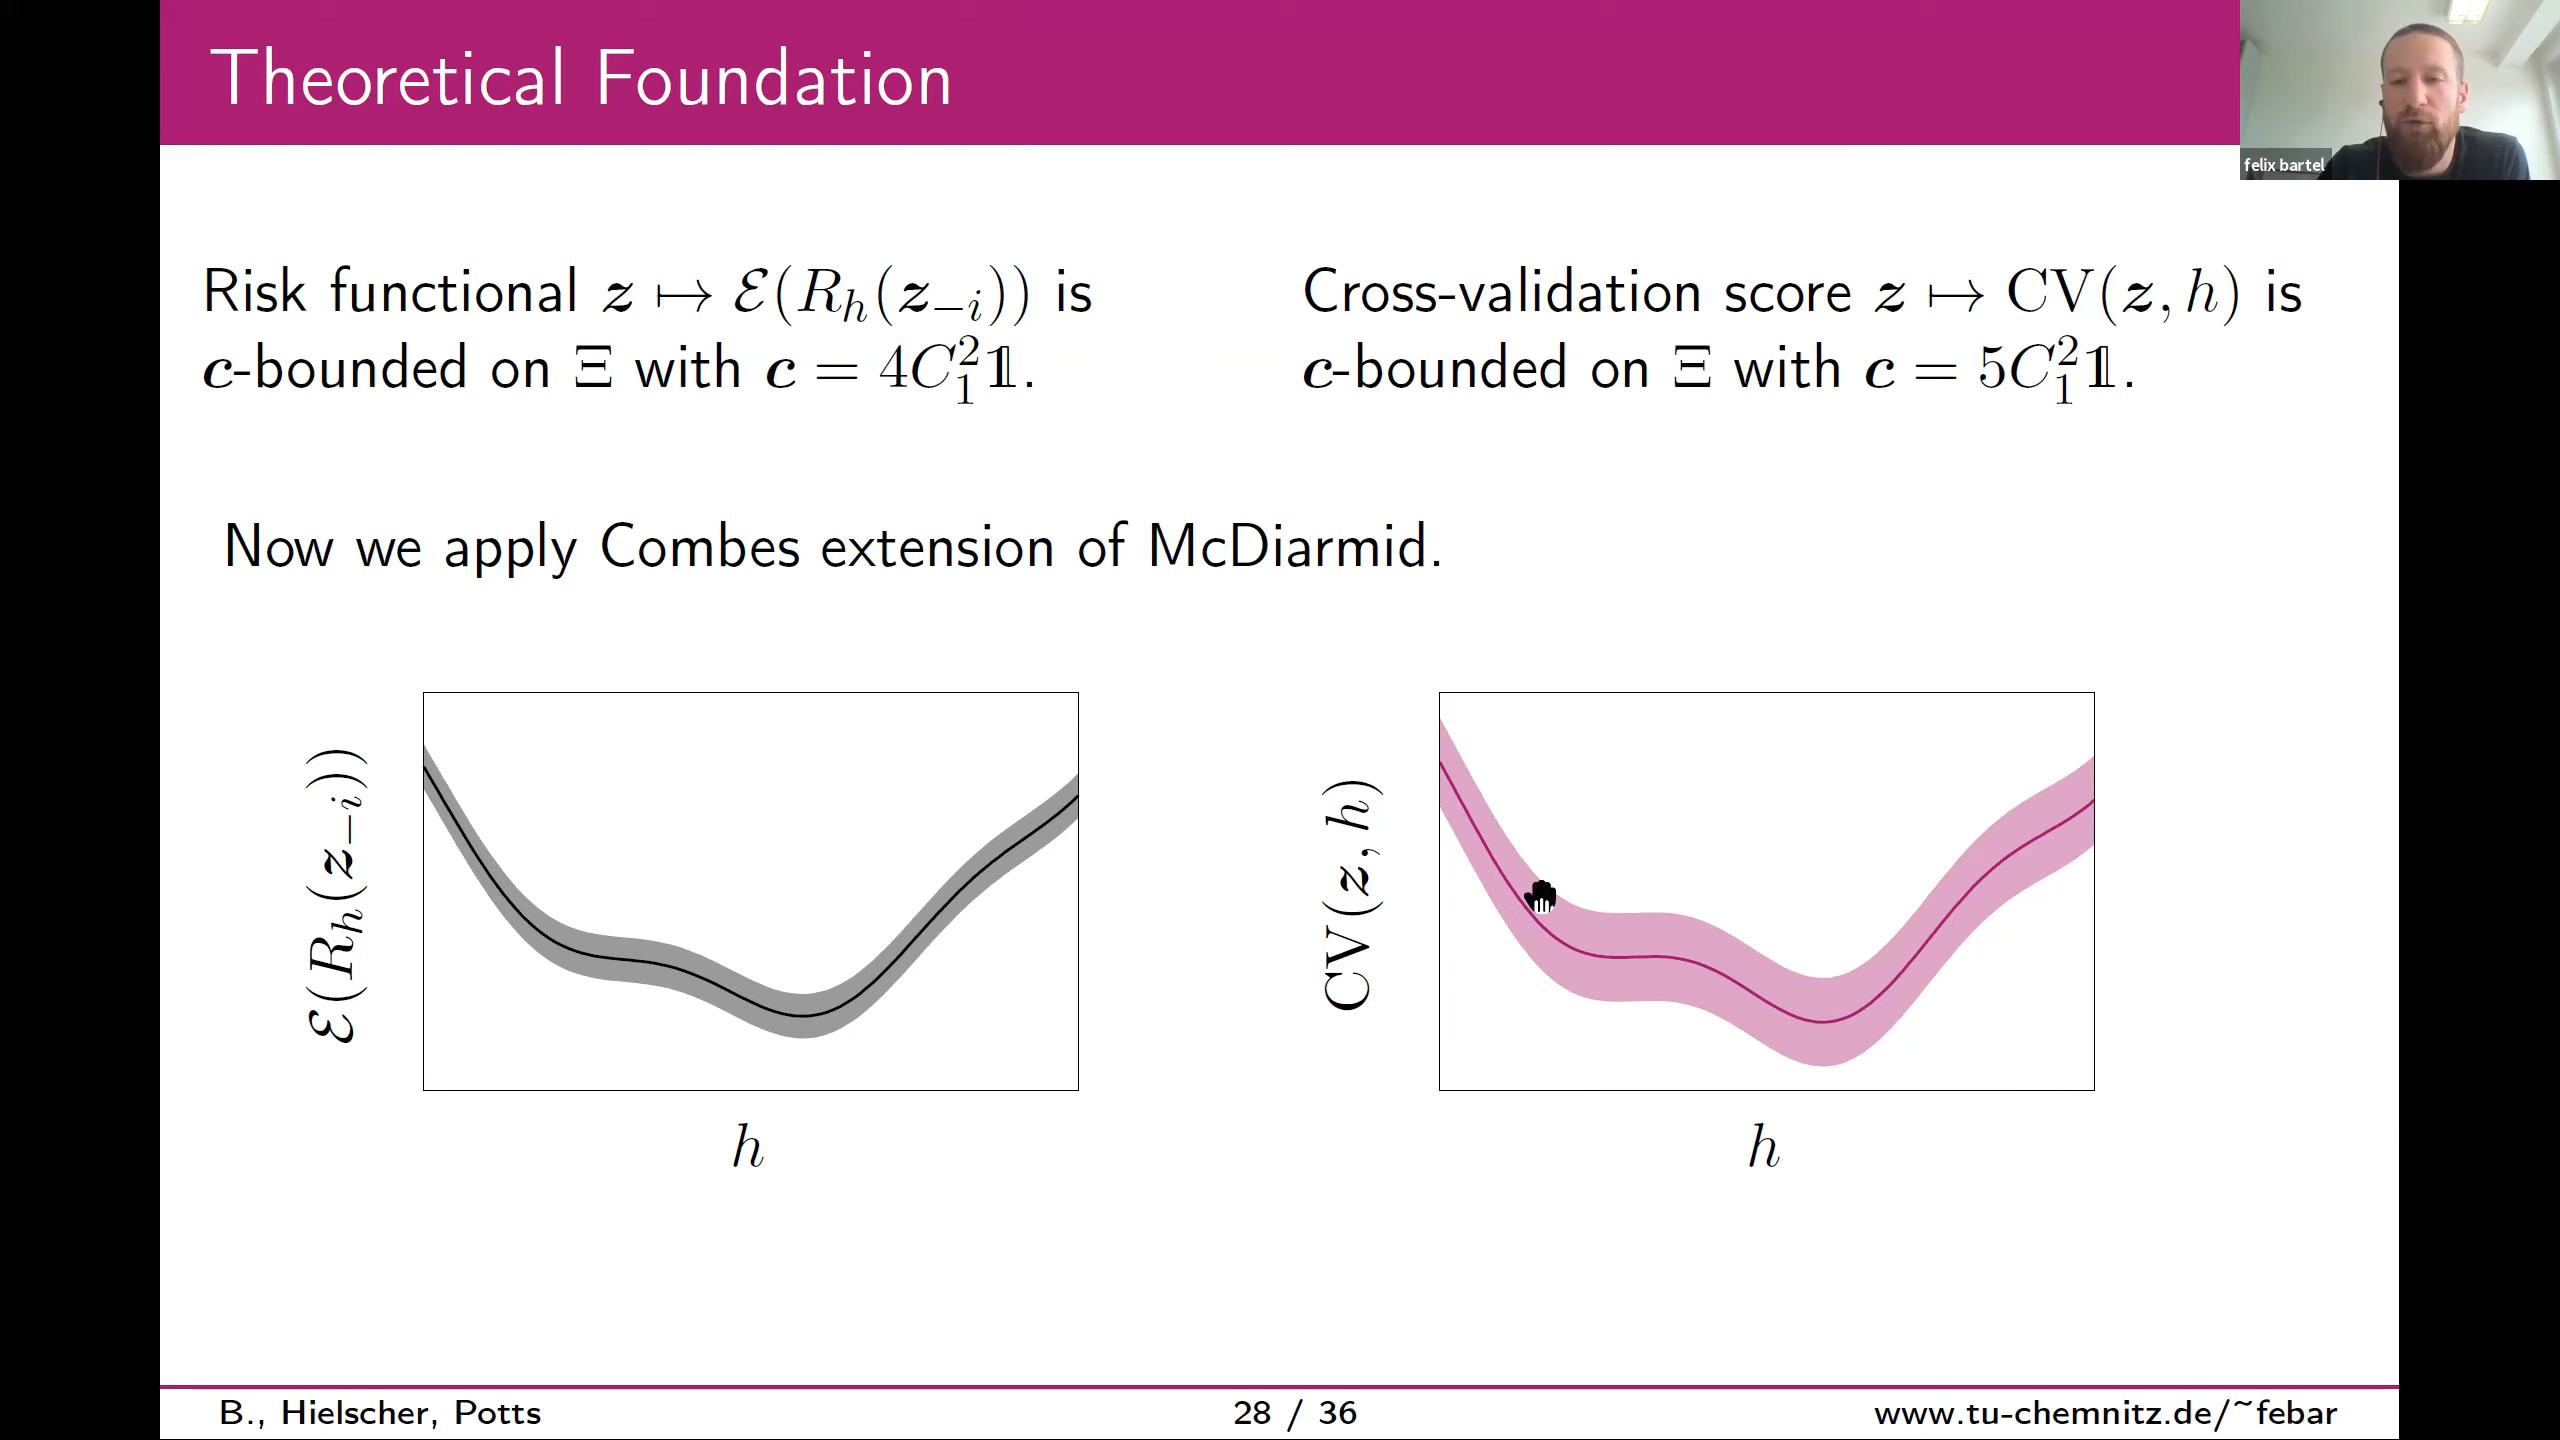 Theoretical Foundation
felix bartel
Risk functional 𝒛 ↦ ℰ(R_h(𝒛_{−i})) is
𝒄-bounded on Ξ with 𝒄 = 4C_1^2 𝟙.
Cross-validation score 𝒛 ↦ CV(𝒛, h) is
𝒄-bounded on Ξ with 𝒄 = 5C_1^2 𝟙.
Now we apply Combes extension of McDiarmid.
ℰ(R_h(𝒛_{−i}))
h
CV(𝒛, h)
h
B., Hielscher, Potts
28 / 36
www.tu-chemnitz.de/~febar